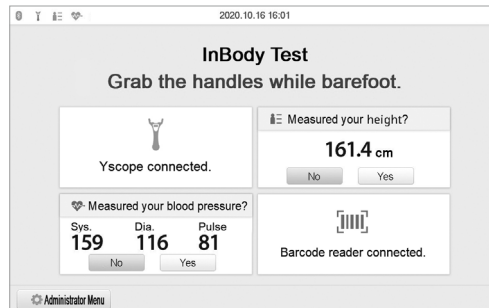 2020.10.16 16:01
InBody Test
Grab the handles while barefoot.
Yscope connected.
Measured your height?
161.4 cm
No Yes
Measured your blood pressure?
Sys. Dia. Pulse
159 116 81
No Yes
Barcode reader connected.
Administrator Menu